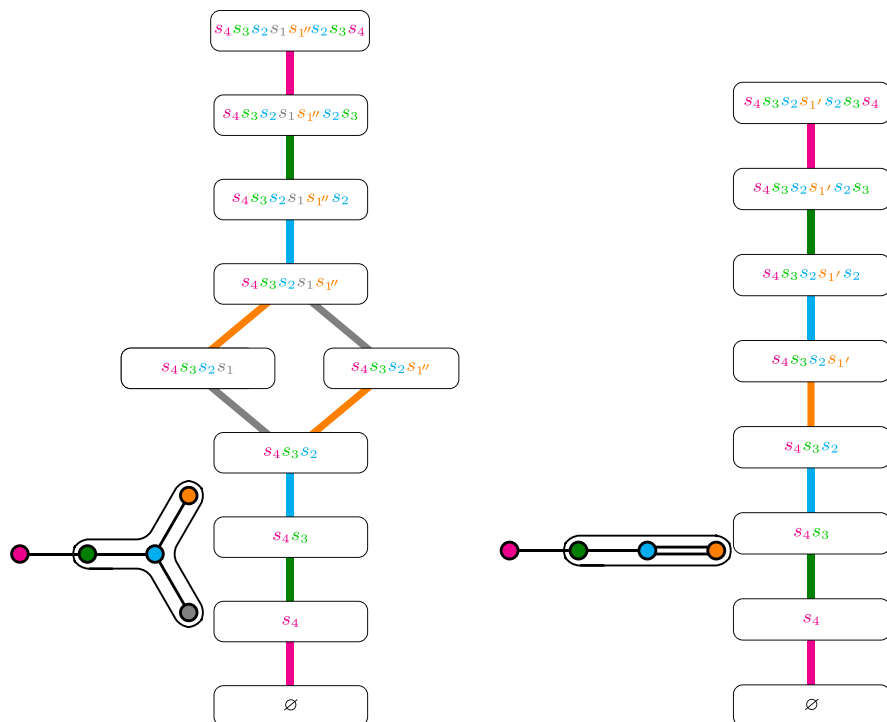 s₄s₃s₂s₁s₁″s₂s₃s₄
s₄s₃s₂s₁s₁″s₂s₃
s₄s₃s₂s₁s₁″s₂
s₄s₃s₂s₁s₁″
s₄s₃s₂s₁ s₄s₃s₂s₁″
s₄s₃s₂
s₄s₃
s₄
∅
s₄s₃s₂s₁′s₂s₃s₄
s₄s₃s₂s₁′s₂s₃
s₄s₃s₂s₁′s₂
s₄s₃s₂s₁′
s₄s₃s₂
s₄s₃
s₄
∅